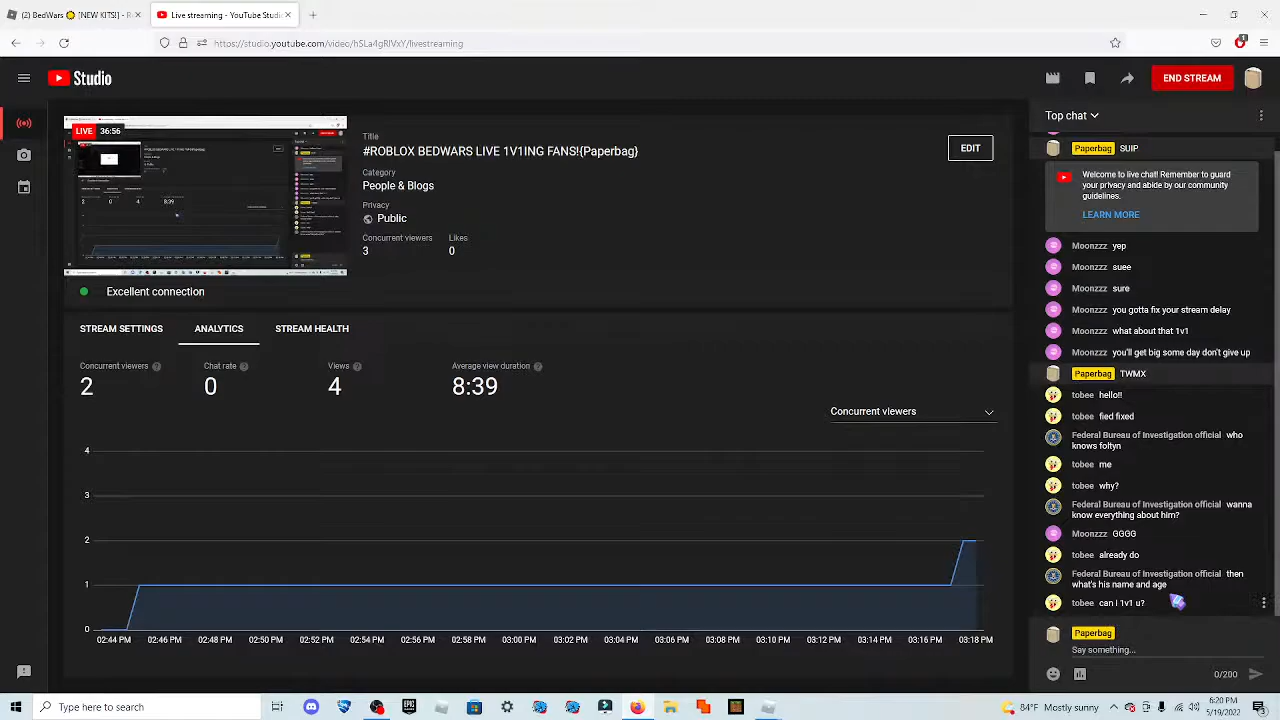 (2) BedWars 🌻 [NEW KITS!] - R
Live streaming - YouTube Studi
https://studio.youtube.com/video/hSLa4gRIVxY/livestreaming
Studio
END STREAM
LIVE 36:56
Title
#ROBLOX BEDWARS LIVE 1V1ING FANS!(Paperbag)
EDIT
Category
People & Blogs
Privacy
Public
Concurrent viewers Likes
3 0
Excellent connection
STREAM SETTINGS ANALYTICS STREAM HEALTH
Concurrent viewers Chat rate Views Average view duration
2 0 4 8:39
Concurrent viewers
4
3
2
1
0
02:44 PM 02:46 PM 02:48 PM 02:50 PM 02:52 PM 02:54 PM 02:56 PM 02:58 PM 03:00 PM 03:02 PM 03:04 PM 03:06 PM 03:08 PM 03:10 PM 03:12 PM 03:14 PM 03:16 PM 03:18 PM
Top chat
Paperbag SUIP
Welcome to live chat! Remember to guard
your privacy and abide by our community
guidelines.
LEARN MORE
Moonzzz yep
Moonzzz suee
Moonzzz sure
Moonzzz you gotta fix your stream delay
Moonzzz what about that 1v1
Moonzzz you'll get big some day don't give up
Paperbag TWMX
tobee hello!!
tobee fied fixed
Federal Bureau of Investigation official who
knows foltyn
tobee me
tobee why?
Federal Bureau of Investigation official wanna
know everything about him?
Moonzzz GGGG
tobee already do
Federal Bureau of Investigation official then
what's his name and age
tobee can I 1v1 u?
Paperbag
Say something...
0/200
Type here to search
84°F Mostly sunny
6:20 PM
5/19/2022